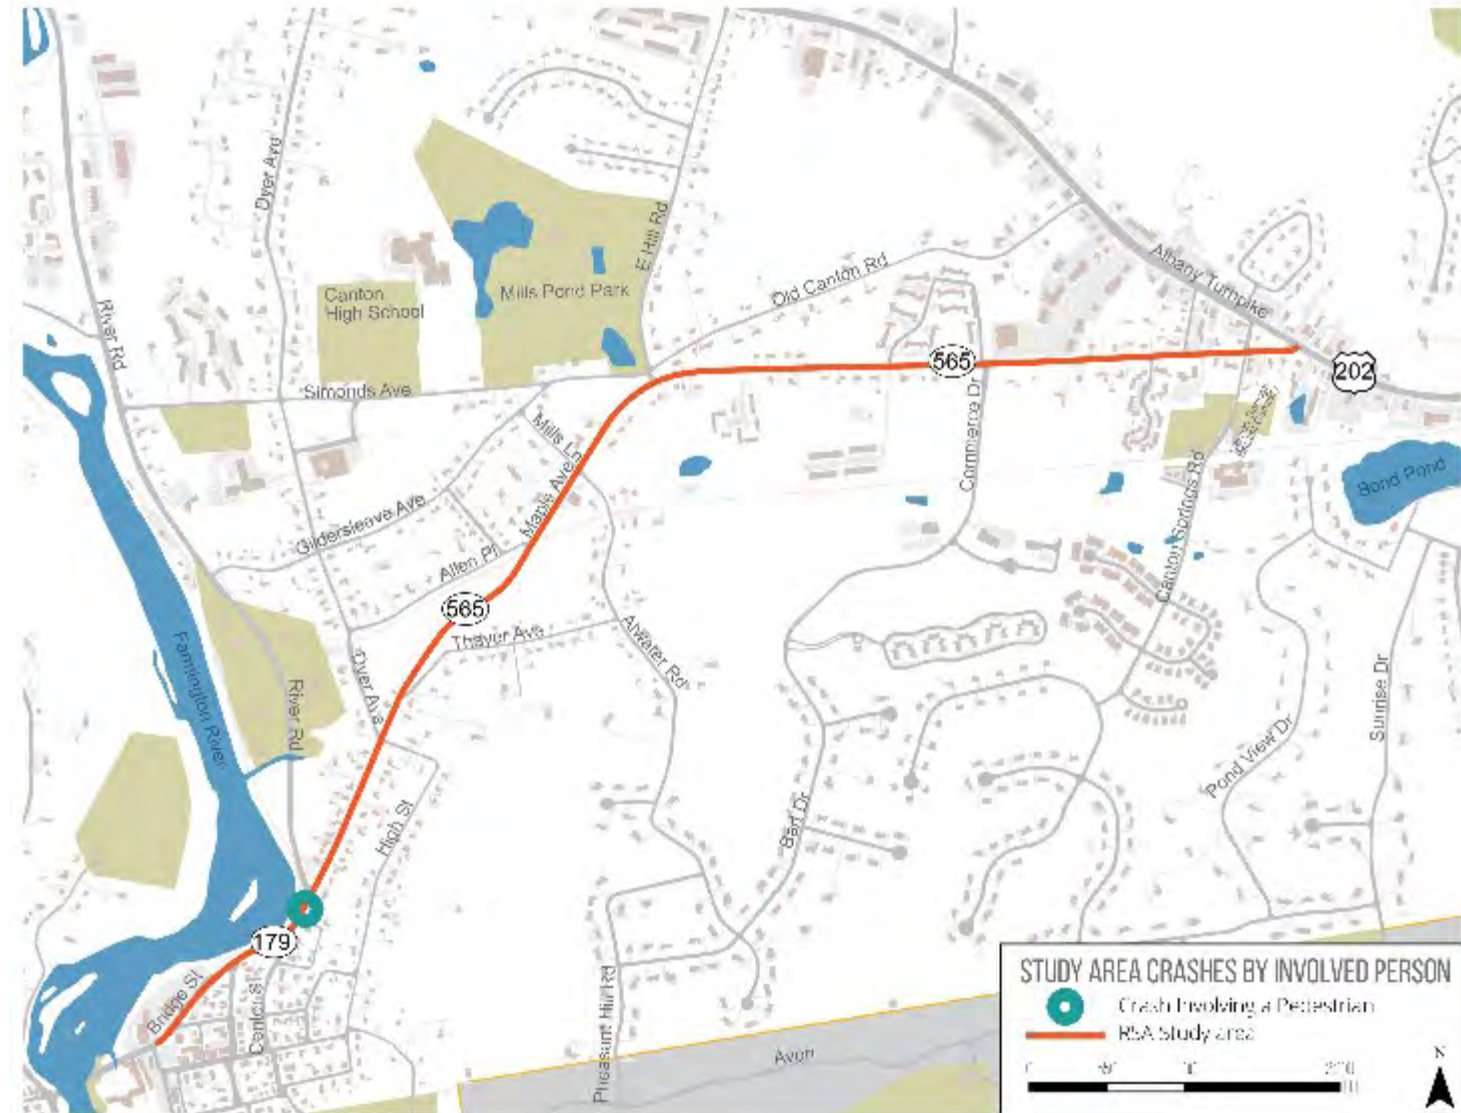 Dyer Ave
E Hill Rd
Albany Turnpike
Old Canton Rd
Canton
High School
Mills Pond Park
River Rd
565
202
Simonds Ave
Commerce Dr
Mills Ln
Maple Ave
Bond Pond
Gildersleave Ave
Allen Pl
Canton Springs Rd
565
Thayer Ave
Atwater Rd
Farmington River
River Rd
Dyer Ave
Sunrise Dr
Pond View Dr
High St
Bart Dr
179
Bridge St
Center St
Pheasant Hill Rd
Avon
STUDY AREA CRASHES BY INVOLVED PERSON
Crash Involving a Pedestrian
RSA Study area
N